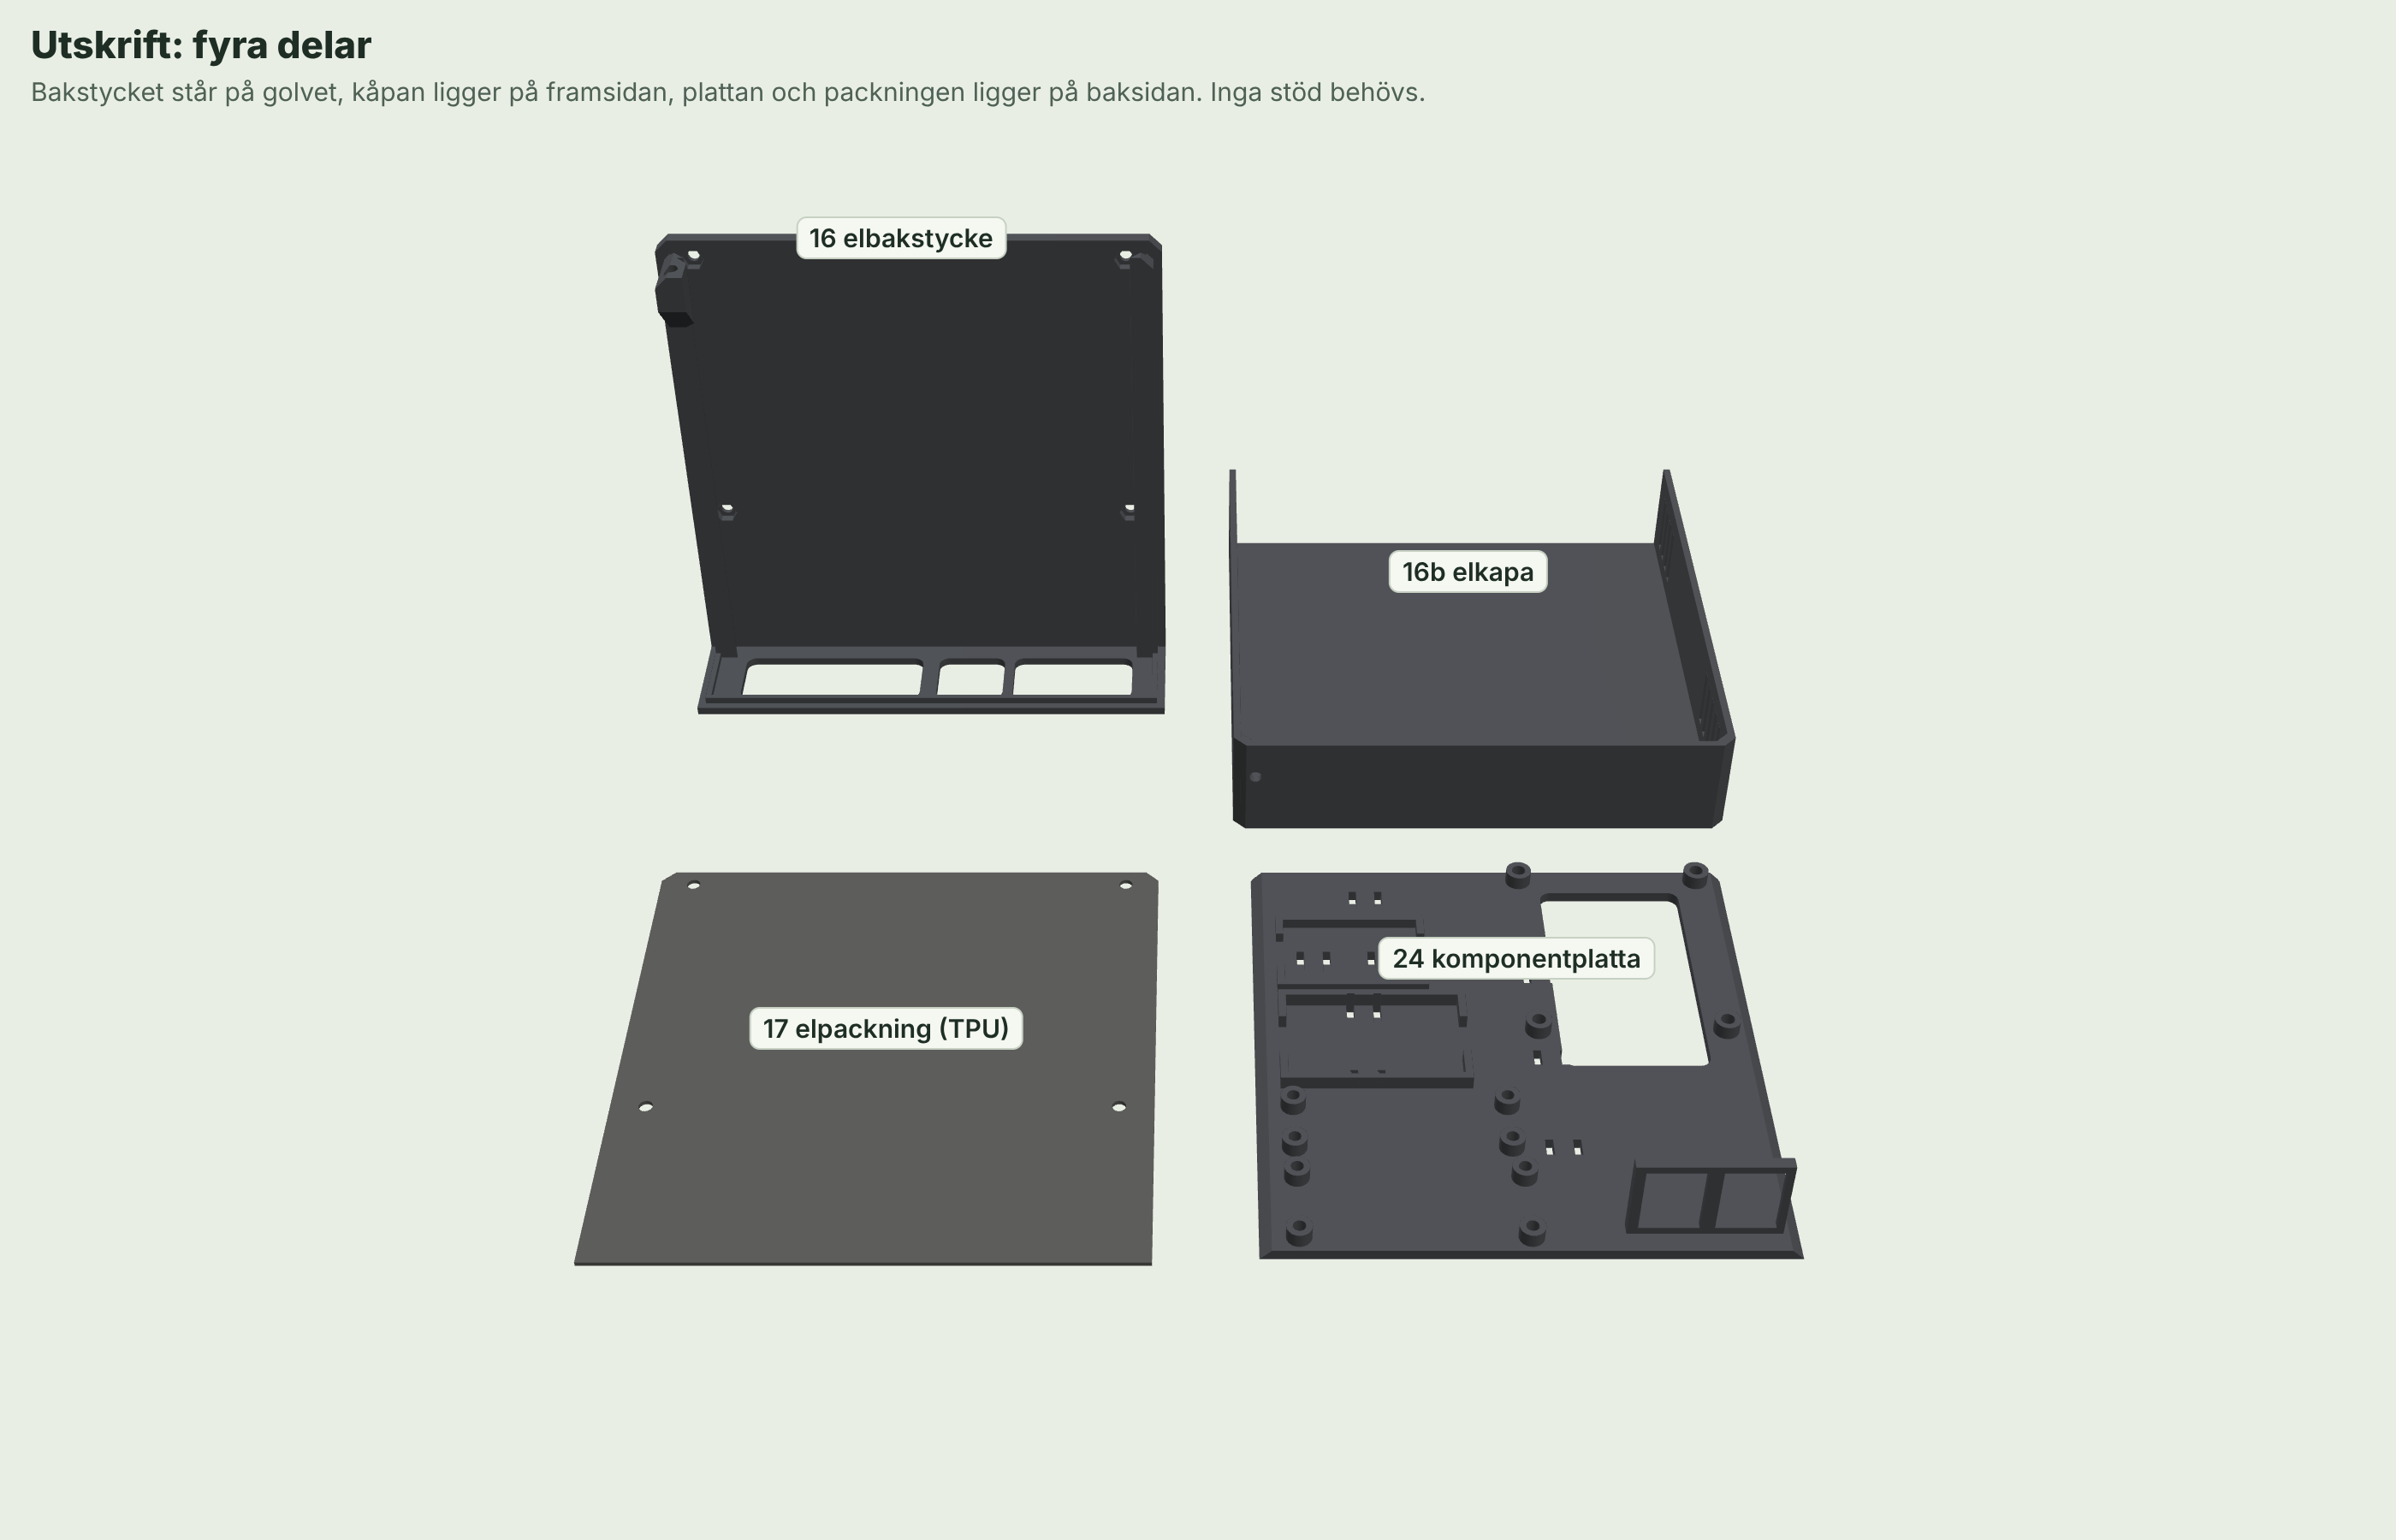 Utskrift: fyra delar
Bakstycket står på golvet, kåpan ligger på framsidan, plattan och packningen ligger på baksidan. Inga stöd behövs.
16 elbakstycke
16b elkapa
24 komponentplatta
17 elpackning (TPU)